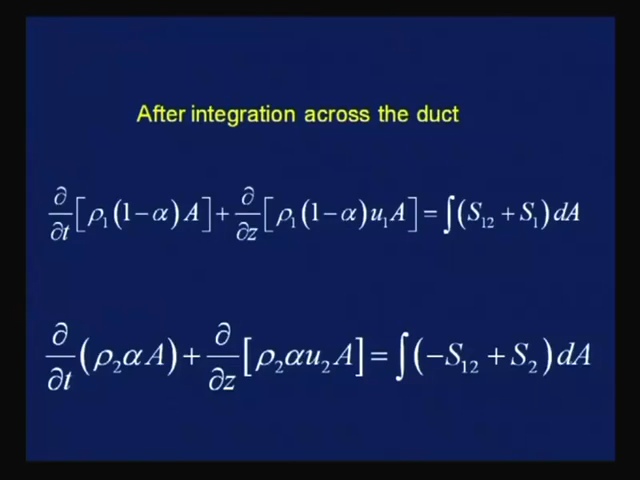 After integration across the duct
∂/∂t [ρ₁(1−α)A] + ∂/∂z [ρ₁(1−α)u₁A] = ∫(S₁₂ + S₁)dA
∂/∂t (ρ₂αA) + ∂/∂z [ρ₂αu₂A] = ∫(−S₁₂ + S₂)dA